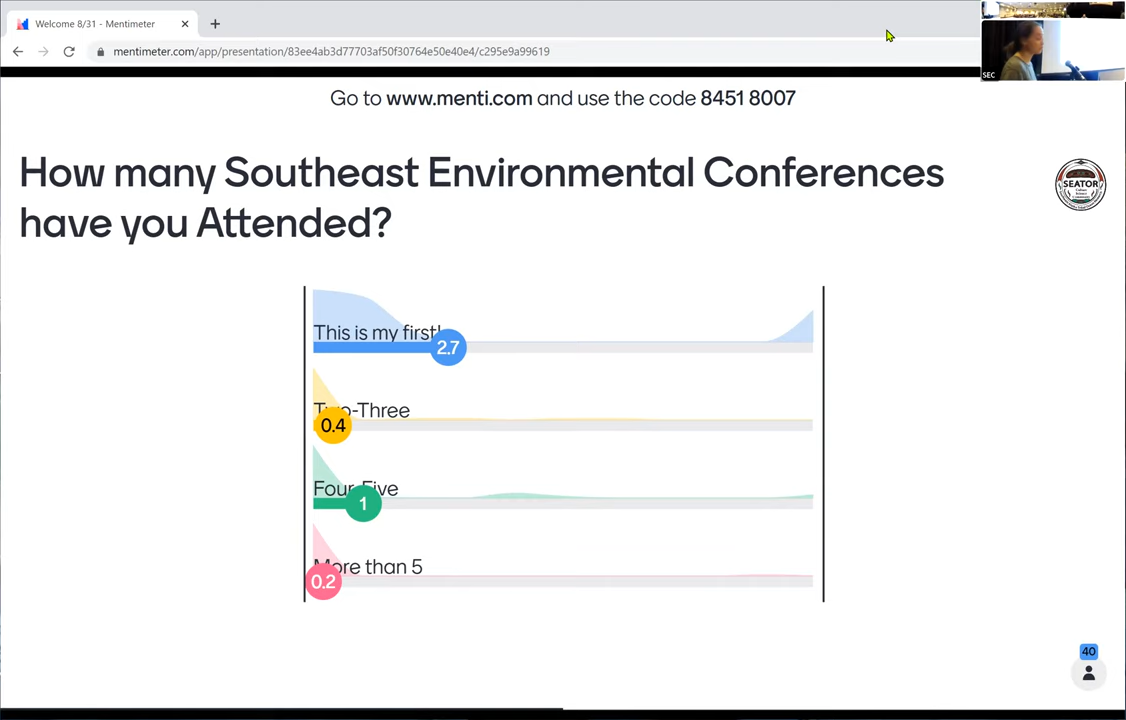 Welcome 8/31 - Mentimeter
mentimeter.com/app/presentation/83ee4ab3d77703af50f30764e50e40e4/c295e9a99619
SEC
Go to www.menti.com and use the code 8451 8007
How many Southeast Environmental Conferences
have you Attended?
SEATOR
This is my first!
2.7
Two-Three
0.4
Four-Five
1
More than 5
0.2
40